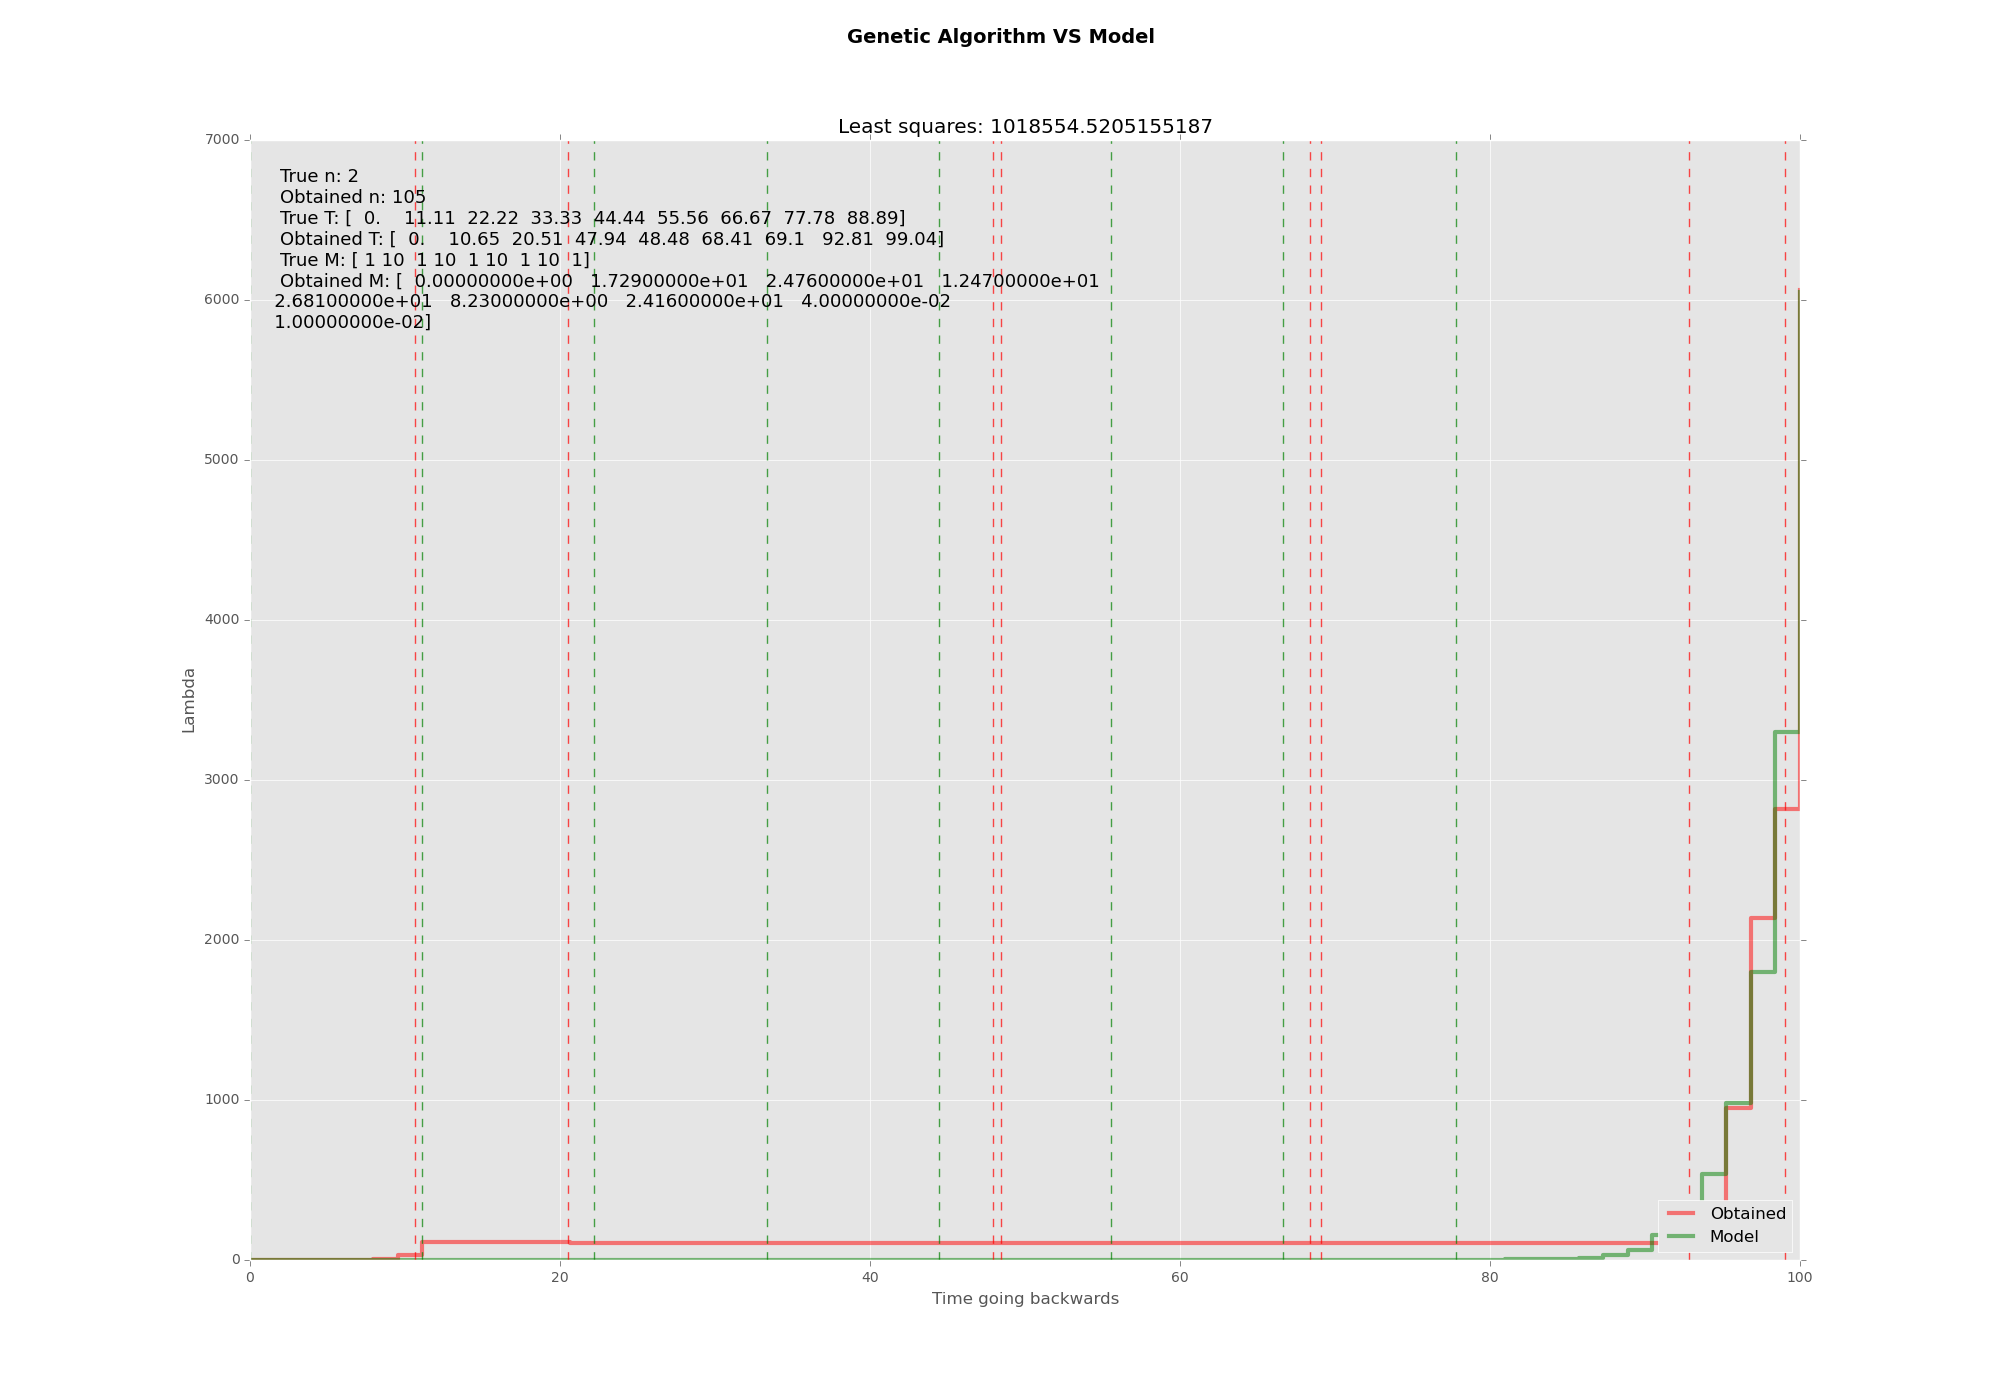 Genetic Algorithm VS Model
Least squares: 1018554.5205155187
7000
6000
5000
4000
3000
2000
1000
0
Lambda
True n: 2
Obtained n: 105
True T: [  0.    11.11  22.22  33.33  44.44  55.56  66.67  77.78  88.89]
Obtained T: [  0.    10.65  20.51  47.94  48.48  68.41  69.1   92.81  99.04]
True M: [ 1 10  1 10  1 10  1 10  1]
Obtained M: [  0.00000000e+00   1.72900000e+01   2.47600000e+01   1.24700000e+01
2.68100000e+01   8.23000000e+00   2.41600000e+01   4.00000000e-02
1.00000000e-02]
Obtained
Model
0 20 40 60 80 100
Time going backwards